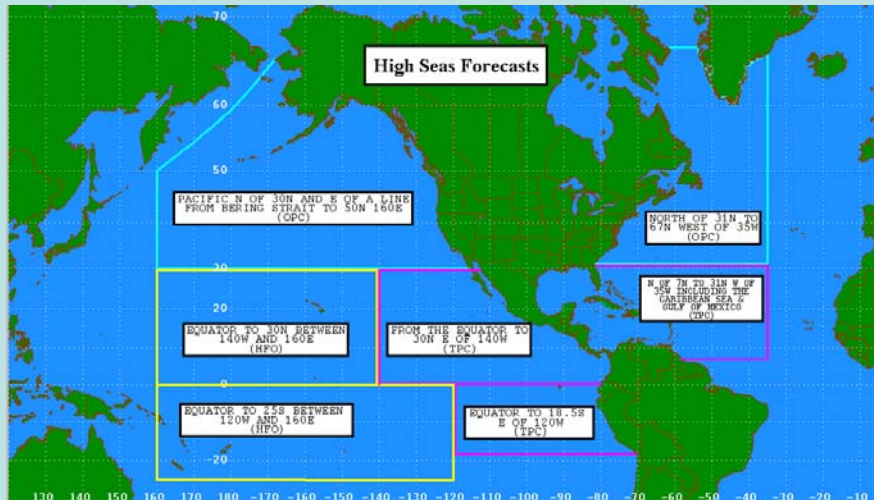 70
High Seas Forecasts
60
50
PACIFIC N OF 30N AND E OF A LINE
FROM BERING STRAIT TO 50N 160E
(OPC)
NORTH OF 31N TO
67N WEST OF 35W
(OPC)
30
N OF 7N TO 31N W OF
35W INCLUDING THE
CARIBBEAN SEA &
GULF OF MEXICO
(TPC)
20
EQUATOR TO 30N BETWEEN
140W AND 160E
(HFO)
FROM THE EQUATOR TO
30N E OF 140W
(TPC)
10
0
EQUATOR TO 25S BETWEEN
120W AND 160E
(HFO)
EQUATOR TO 18.5S
E OF 120W
(TPC)
-20
130 140 150 160 170 180 -170 -160 -150 -140 -130 -120 -110 -100 -90 -80 -70 -60 -50 -40 -30 -20 -10